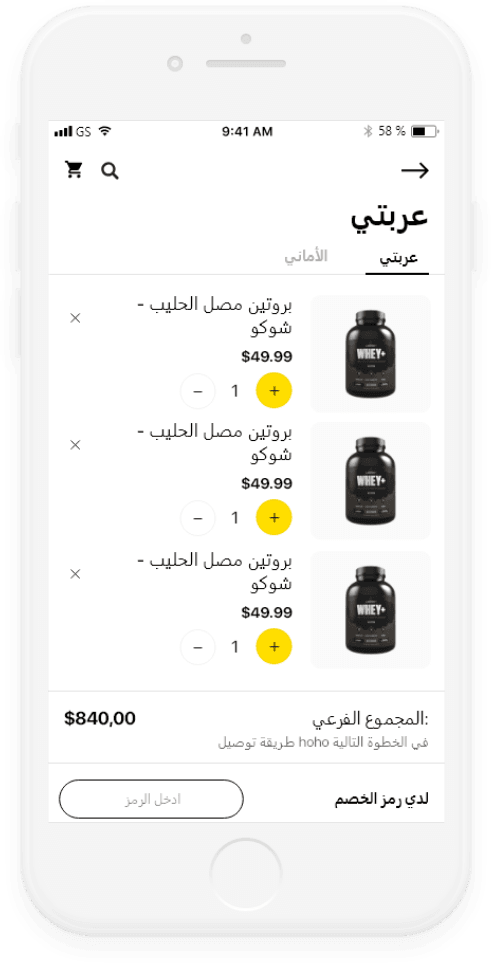 GS 9:41 AM 58 %
عربتي
عربتي الأماني
بروتين مصل الحليب -
شوكو
$49.99
+ 1 −
WHEY+
بروتين مصل الحليب -
شوكو
$49.99
+ 1 −
WHEY+
بروتين مصل الحليب -
شوكو
$49.99
+ 1 −
WHEY+
:المجموع الفرعي $840,00
في الخطوة التالية hoho طريقة توصيل
لدي رمز الخصم ادخل الرمز